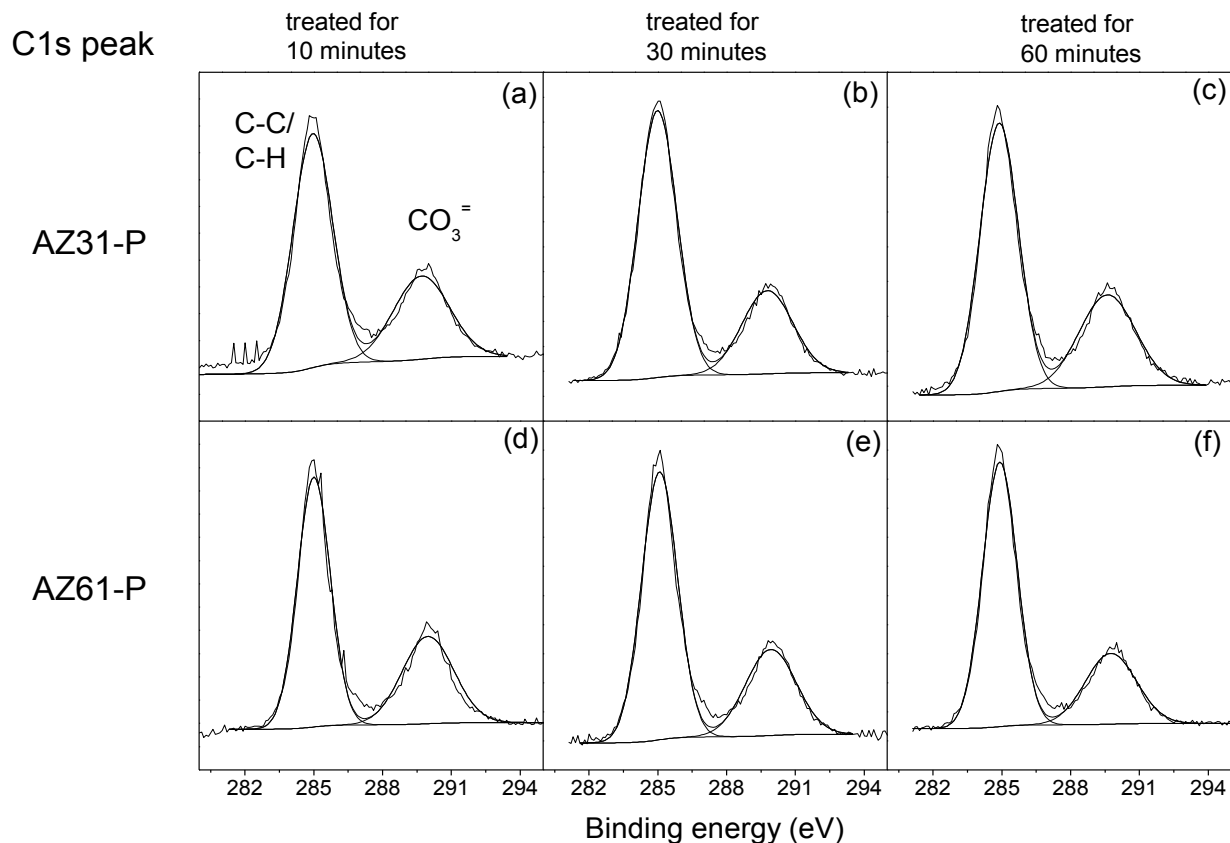 C1s peak
treated for
10 minutes
treated for
30 minutes
treated for
60 minutes
(a)
(b)
(c)
C-C/
C-H
CO3=
AZ31-P
(d)
(e)
(f)
AZ61-P
282 285 288 291 294 282 285 288 291 294 282 285 288 291 294
Binding energy (eV)